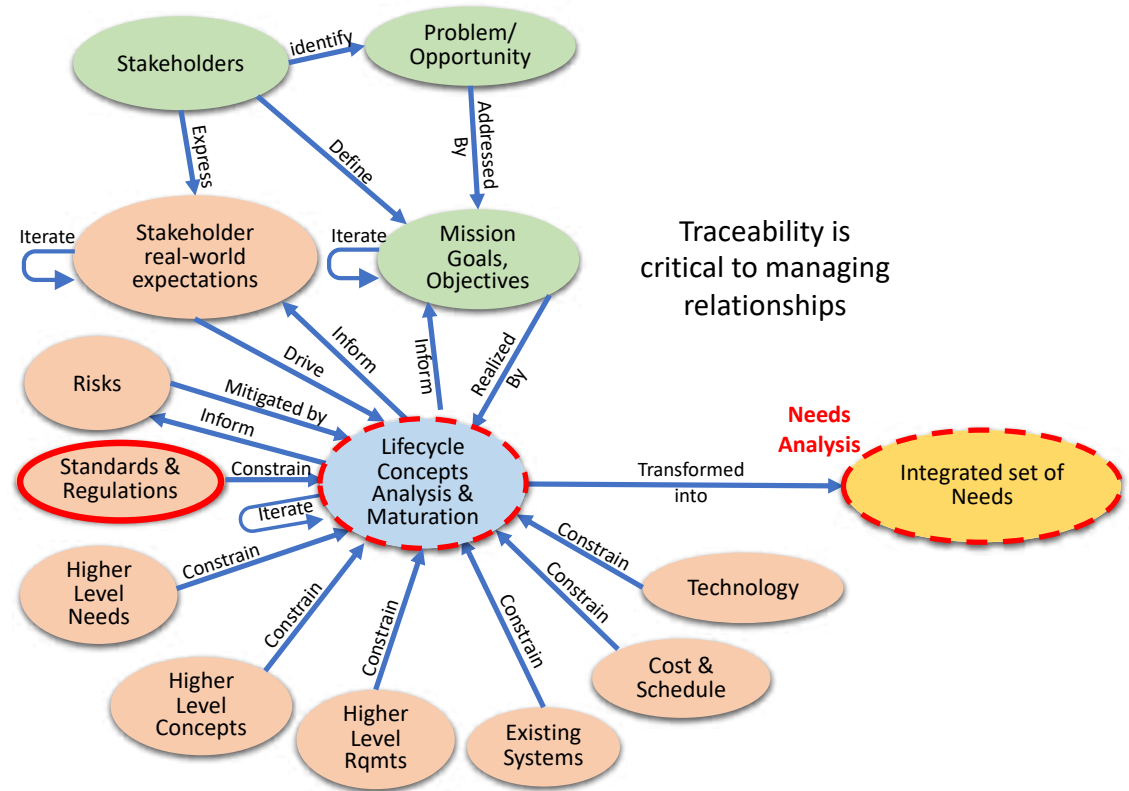 identify
Problem/
Opportunity
Stakeholders
Express
Define
Addressed
By
Iterate
Stakeholder
real-world
expectations
Iterate
Mission
Goals,
Objectives
Traceability is
critical to managing
relationships
Drive
Inform
Inform
Realized
By
Risks
Mitigated by
Inform
Standards &
Regulations
Constrain
Iterate
Lifecycle
Concepts
Analysis &
Maturation
Transformed
into
Needs
Analysis
Integrated set of
Needs
Higher
Level
Needs
Constrain
Constrain
Technology
Higher
Level
Concepts
Constrain
Constrain
Higher
Level
Rqmts
Constrain
Existing
Systems
Constrain
Cost &
Schedule